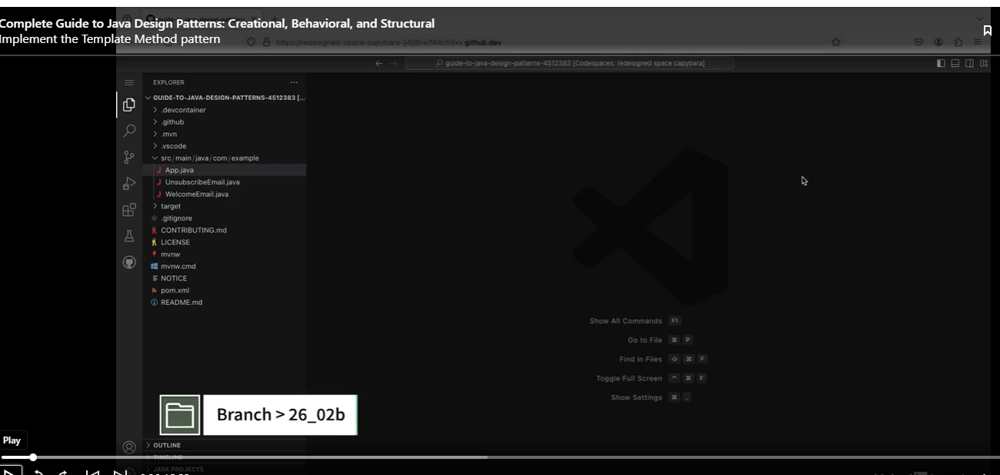 Complete Guide to Java Design Patterns: Creational, Behavioral, and Structural
Implement the Template Method pattern
https://redesigned-space-capybara-jj4jj9rw744c59xx.github.dev
guide-to-java-design-patterns-4512383 [Codespaces: redesigned space capybara]
EXPLORER
GUIDE-TO-JAVA-DESIGN-PATTERNS-4512383 [...
.devcontainer
.github
.mvn
.vscode
src/main/java/com/example
App.java
UnsubscribeEmail.java
WelcomeEmail.java
target
.gitignore
CONTRIBUTING.md
LICENSE
mvnw
mvnw.cmd
NOTICE
pom.xml
README.md
Show All Commands F1
Go to File ⌘ P
Find in Files ⇧ ⌘ F
Toggle Full Screen ^ ⌘ F
Show Settings ⌘ ,
Branch > 26_02b
Play
OUTLINE
TIMELINE
JAVA PROJECTS